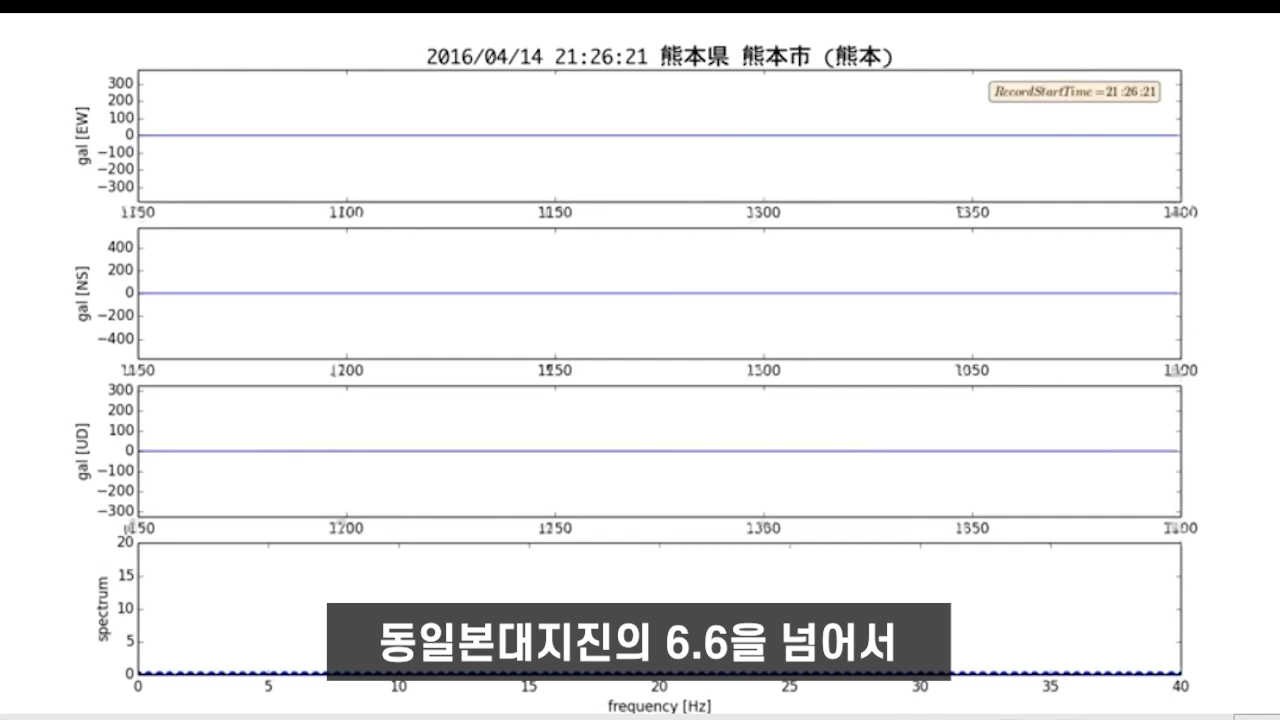 2016/04/14 21:26:21 熊本県 熊本市 (熊本)
RecordStartTime=21:26:21
gal [EW]
300
200
100
0
−100
−200
−300
gal [NS]
400
200
0
−200
−400
gal [UD]
300
200
100
0
−100
−200
−300
spectrum
20
15
10
5
0
동일본대지진의 6.6을 넘어서
0 5 10 15 20 25 30 35 40
frequency [Hz]